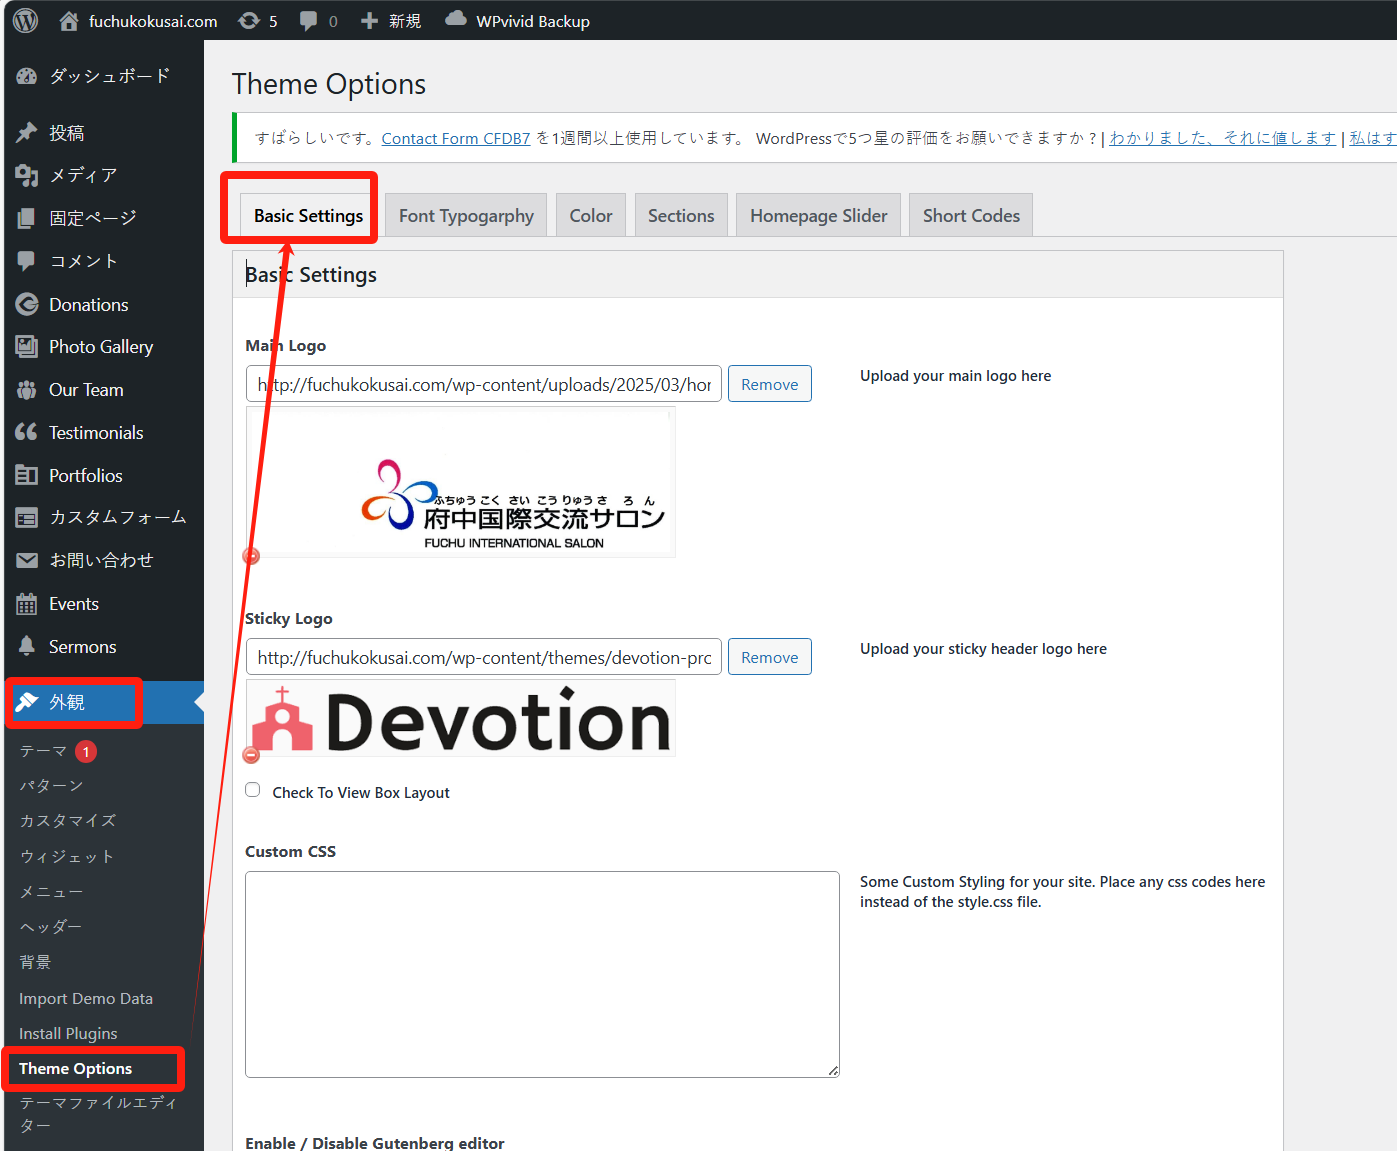 fuchukokusai.com 5 0 新規 WPvivid Backup
ダッシュボード
投稿
メディア
固定ページ
コメント
Donations
Photo Gallery
Our Team
Testimonials
Portfolios
カスタムフォーム
お問い合わせ
Events
Sermons
外観
テーマ 1
パターン
カスタマイズ
ウィジェット
メニュー
ヘッダー
背景
Import Demo Data
Install Plugins
Theme Options
テーマファイルエディ
ター
Theme Options
すばらしいです。Contact Form CFDB7 を1週間以上使用しています。 WordPressで5つ星の評価をお願いできますか ? | わかりました、それに値します | 私はす
Basic Settings Font Typogarphy Color Sections Homepage Slider Short Codes
Basic Settings
Main Logo
http://fuchukokusai.com/wp-content/uploads/2025/03/hor Remove
Upload your main logo here
ふちゅう こく さい こう りゅう さ ろ ん
府中国際交流サロン
FUCHU INTERNATIONAL SALON
Sticky Logo
http://fuchukokusai.com/wp-content/themes/devotion-prc Remove
Upload your sticky header logo here
Devotion
Check To View Box Layout
Custom CSS
Some Custom Styling for your site. Place any css codes here
instead of the style.css file.
Enable / Disable Gutenberg editor